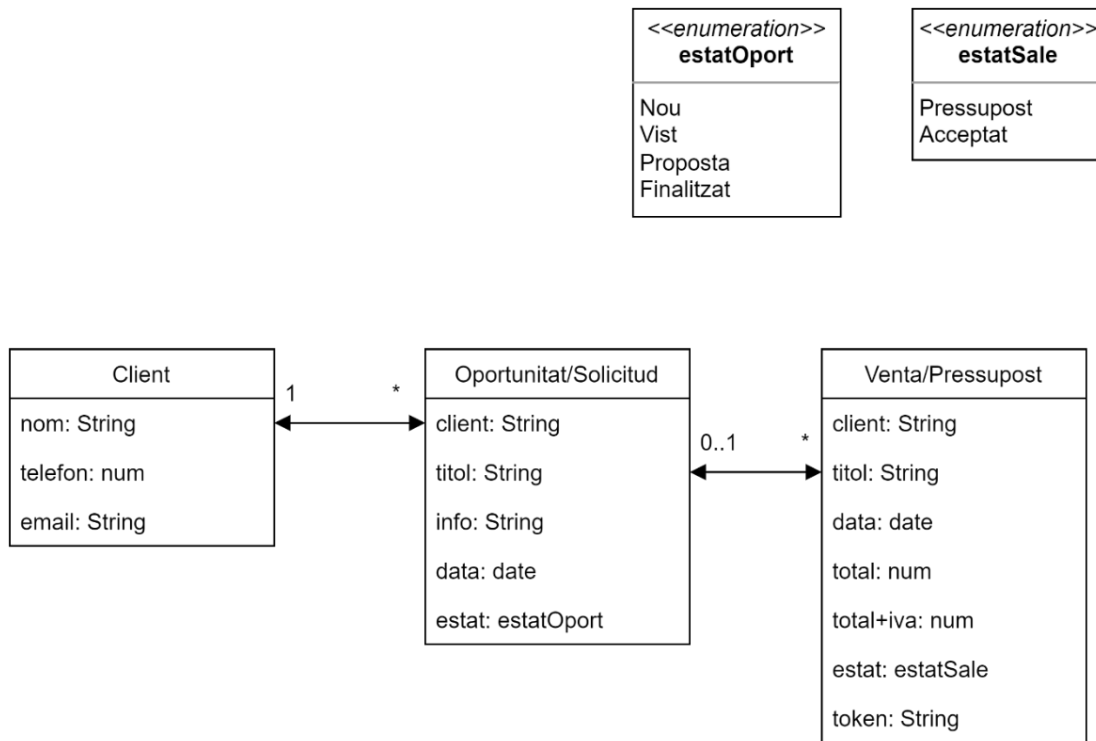 <<enumeration>>
estatOport
Nou
Vist
Proposta
Finalitzat
<<enumeration>>
estatSale
Pressupost
Acceptat
Client
nom: String
telefon: num
email: String
1
*
Oportunitat/Solicitud
client: String
titol: String
info: String
data: date
estat: estatOport
0..1
*
Venta/Pressupost
client: String
titol: String
data: date
total: num
total+iva: num
estat: estatSale
token: String